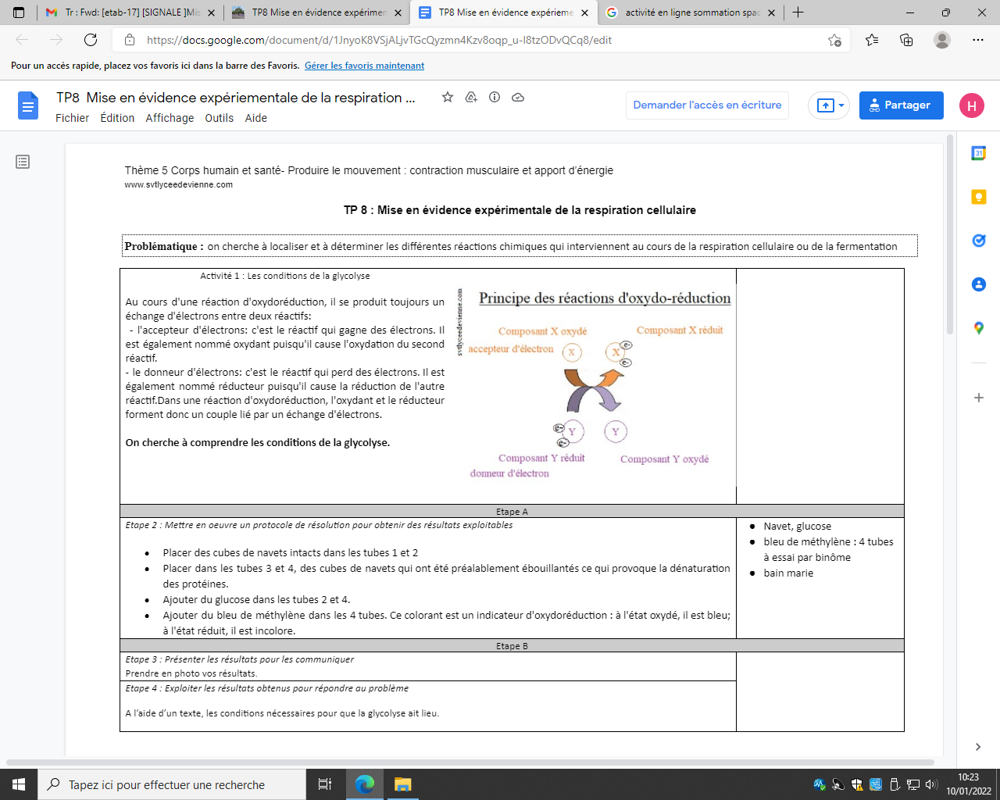 Tr : Fwd: [etab-17] [SIGNALE ]Mis
TP8 Mise en évidence expérimen
TP8 Mise en évidence expérieme
activité en ligne sommation spac
https://docs.google.com/document/d/1JnyoK8VSjALjvTGcQyzmn4Kzv8oqp_u-I8tzODvQCq8/edit
Pour un accès rapide, placez vos favoris ici dans la barre des Favoris. Gérer les favoris maintenant
TP8 Mise en évidence expériementale de la respiration ...
Demander l'accès en écriture
Partager
H
Fichier Édition Affichage Outils Aide
31
Thème 5 Corps humain et santé- Produire le mouvement : contraction musculaire et apport d'énergie
www.svtlyceedevienne.com
TP 8 : Mise en évidence expérimentale de la respiration cellulaire
Problématique : on cherche à localiser et à déterminer les différentes réactions chimiques qui interviennent au cours de la respiration cellulaire ou de la fermentation
Activité 1 : Les conditions de la glycolyse
Au cours d'une réaction d'oxydoréduction, il se produit toujours un
échange d'électrons entre deux réactifs:
- l'accepteur d'électrons: c'est le réactif qui gagne des électrons. Il
est également nommé oxydant puisqu'il cause l'oxydation du second
réactif.
- le donneur d'électrons: c'est le réactif qui perd des électrons. Il est
également nommé réducteur puisqu'il cause la réduction de l'autre
réactif.Dans une réaction d'oxydoréduction, l'oxydant et le réducteur
forment donc un couple lié par un échange d'électrons.
On cherche à comprendre les conditions de la glycolyse.
svtlyceedevienne.com
Principe des réactions d'oxydo-réduction
Composant X oxydé
accepteur d'électron
Composant X réduit
X
X
e-
e-
e-
Y
e-
Y
Composant Y réduit
donneur d'électron
Composant Y oxydé
Etape A
Etape 2 : Mettre en oeuvre un protocole de résolution pour obtenir des résultats exploitables
● Placer des cubes de navets intacts dans les tubes 1 et 2
● Placer dans les tubes 3 et 4, des cubes de navets qui ont été préalablement ébouillantés ce qui provoque la dénaturation
des protéines.
● Ajouter du glucose dans les tubes 2 et 4.
● Ajouter du bleu de méthylène dans les 4 tubes. Ce colorant est un indicateur d'oxydoréduction : à l'état oxydé, il est bleu;
à l'état réduit, il est incolore.
● Navet, glucose
● bleu de méthylène : 4 tubes
à essai par binôme
● bain marie
Etape B
Etape 3 : Présenter les résultats pour les communiquer
Prendre en photo vos résultats.
Etape 4 : Exploiter les résultats obtenus pour répondre au problème
A l'aide d'un texte, les conditions nécessaires pour que la glycolyse ait lieu.
Tapez ici pour effectuer une recherche
10:23
10/01/2022